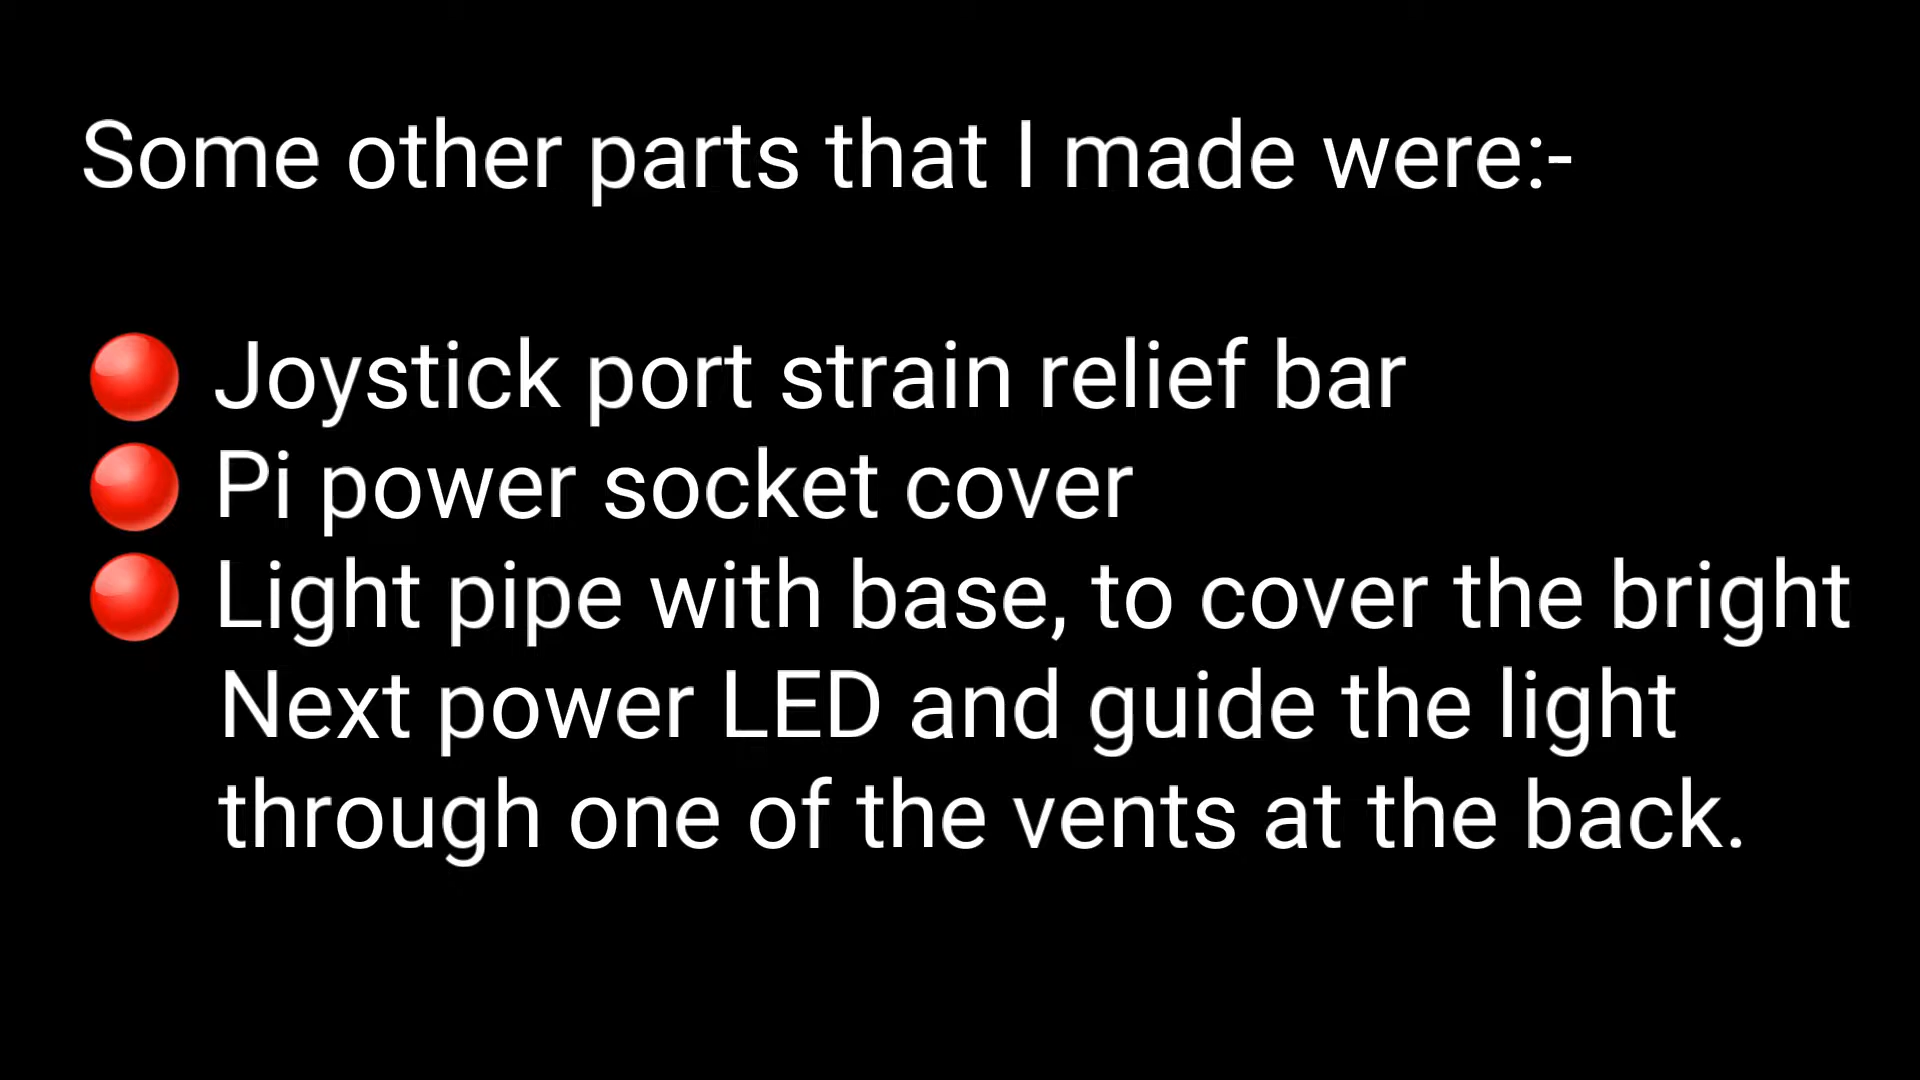 Some other parts that I made were:-
Joystick port strain relief bar
Pi power socket cover
Light pipe with base, to cover the bright
Next power LED and guide the light
through one of the vents at the back.